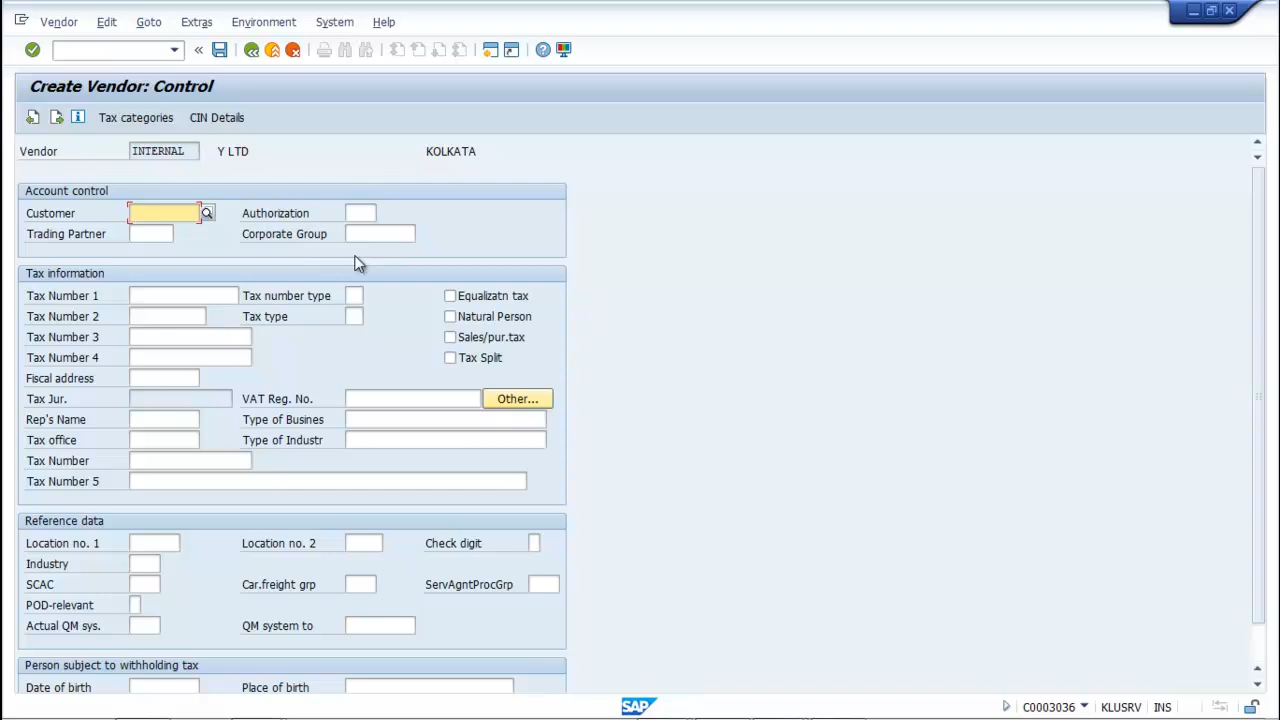 Vendor Edit Goto Extras Environment System Help
Create Vendor: Control
Tax categories CIN Details
Vendor INTERNAL Y LTD KOLKATA
Account control
Customer Authorization
Trading Partner Corporate Group
Tax information
Tax Number 1 Tax number type Equalizatn tax
Tax Number 2 Tax type Natural Person
Tax Number 3 Sales/pur.tax
Tax Number 4 Tax Split
Fiscal address
Tax Jur. VAT Reg. No. Other...
Rep's Name Type of Busines
Tax office Type of Industr
Tax Number
Tax Number 5
Reference data
Location no. 1 Location no. 2 Check digit
Industry
SCAC Car.freight grp ServAgntProcGrp
POD-relevant
Actual QM sys. QM system to
Person subject to withholding tax
Date of birth Place of birth
SAP C0003036 KLUSRV INS